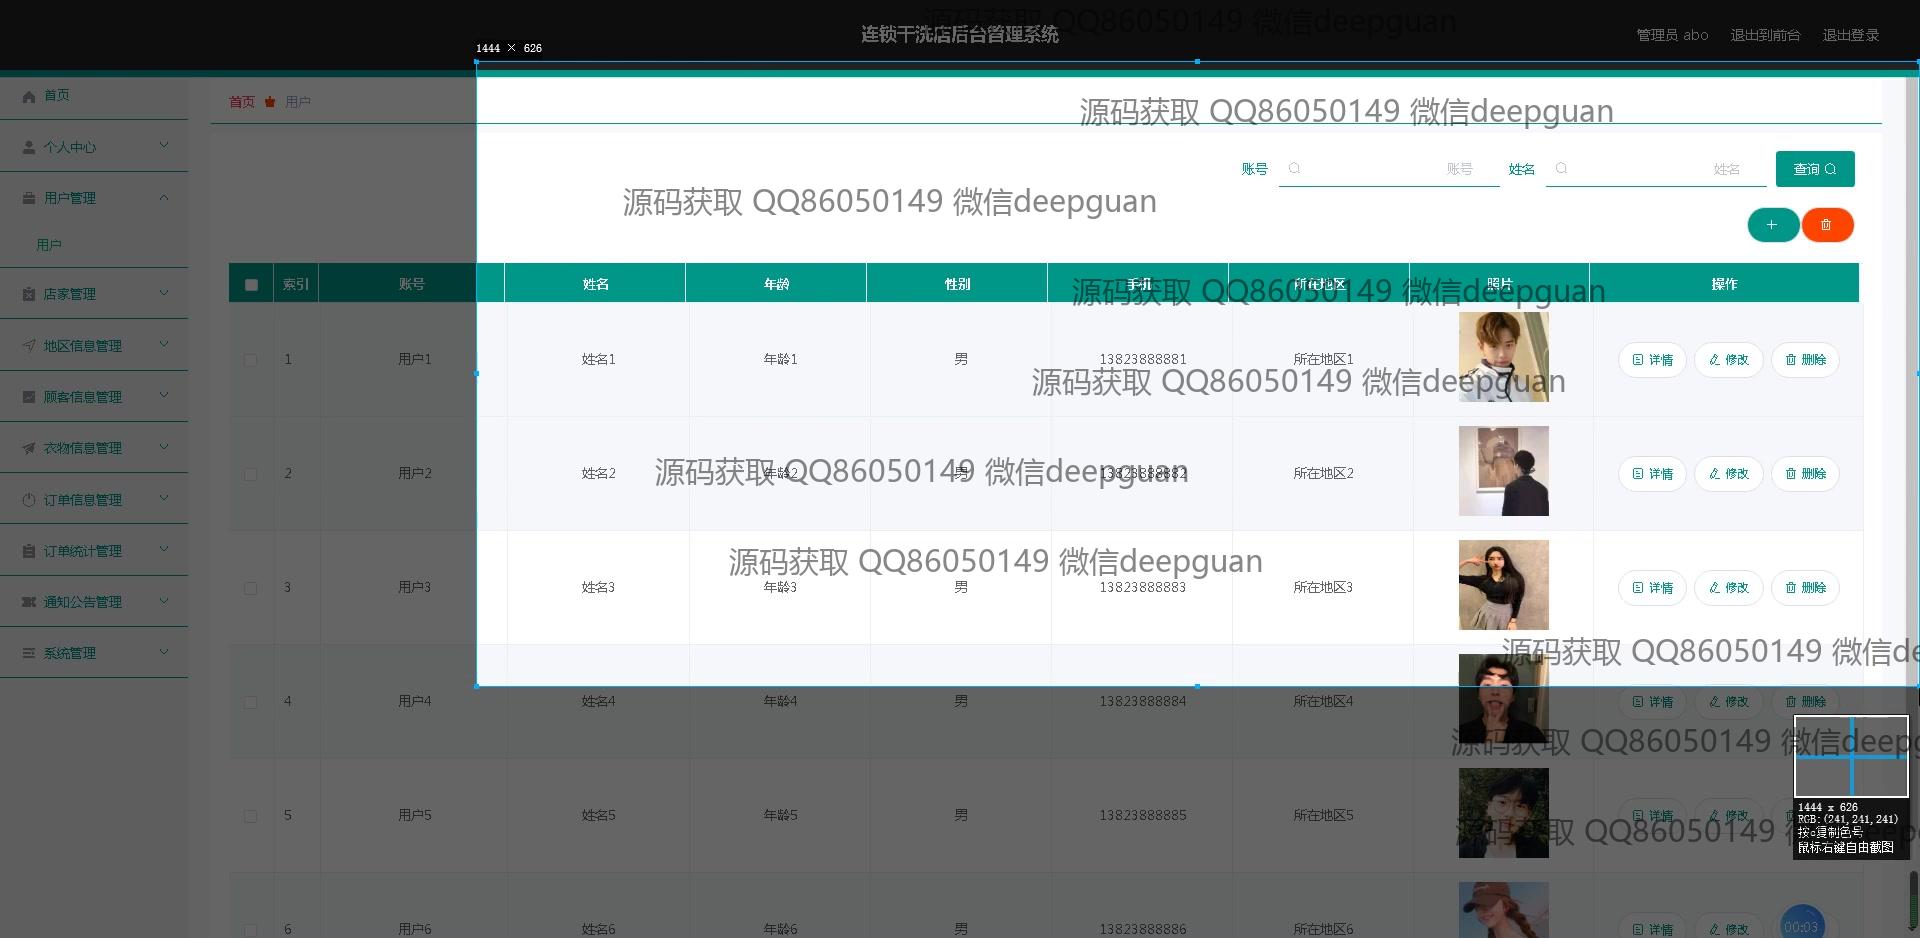 源码获取 QQ86050149 微信deepguan
连锁干洗店后台管理系统
管理员 abo 退出到前台 退出登录
1444 × 626
首页
个人中心
用户管理
用户
店家管理
地区信息管理
顾客信息管理
衣物信息管理
订单信息管理
订单统计管理
通知公告管理
系统管理
首页 用户
源码获取 QQ86050149 微信deepguan
账号 账号 姓名 姓名 查询
源码获取 QQ86050149 微信deepguan
+
索引 账号 姓名 年龄 性别 手机 所在地区 照片 操作
源码获取 QQ86050149 微信deepguan
1 用户1 姓名1 年龄1 男 13823888881 所在地区1 详情 修改 删除
源码获取 QQ86050149 微信deepguan
2 用户2 姓名2 年龄2 男 13823888882 所在地区2 详情 修改 删除
源码获取 QQ86050149 微信deepguan
源码获取 QQ86050149 微信deepguan
3 用户3 姓名3 年龄3 男 13823888883 所在地区3 详情 修改 删除
源码获取 QQ86050149 微信de
4 用户4 姓名4 年龄4 男 13823888884 所在地区4 详情 修改 删除
源码获取 QQ86050149 微信deepg
5 用户5 姓名5 年龄5 男 13823888885 所在地区5 详情 修改
源码获取 QQ86050149
1444 x 626
RGB:(241,241,241)
按c复制色号
鼠标右键自由截图
6 用户6 姓名6 年龄6 男 13823888886 所在地区6 详情 修改
00:03